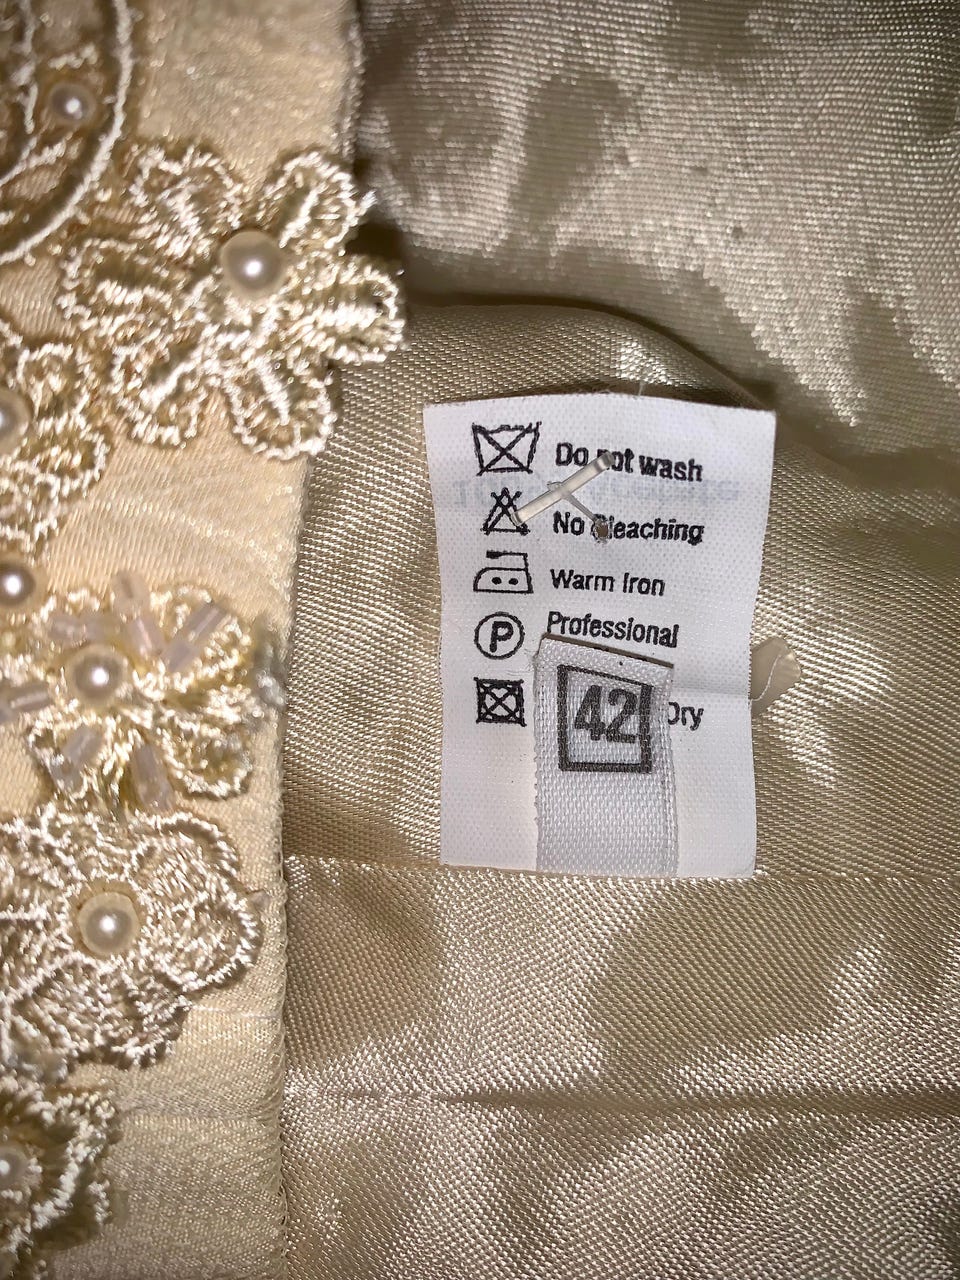 Do not wash
No Bleaching
Warm Iron
P
Professional
42
Dry